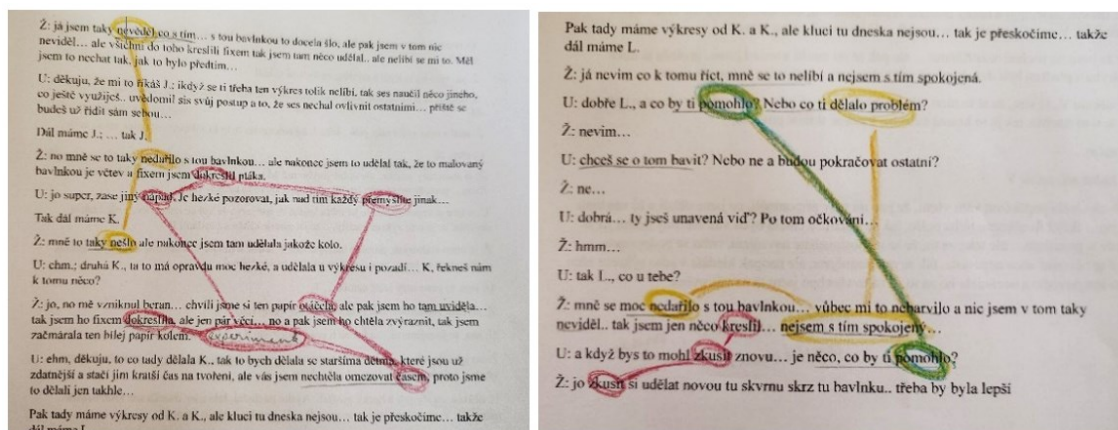 Ž: já jsem taky nevěděl co s tím… s tou bavlnkou to docela šlo, ale pak jsem v tom nic
neviděl… ale všichni do toho kreslili fixem tak jsem tam něco udělal.. ale nelibí se mi to. Měl
jsem to nechat tak, jak to bylo předtím…
U: děkuju, že mi to říkáš J.; ikdyž se ti třeba ten výkres tolik nelíbí, tak ses naučil něco jiného,
co ještě využiješ.. uvědomil sis svůj postup a to, že ses nechal ovlivnit ostatními… příště se
budeš už řídit sám sebou…
Dál máme J.; … tak J.
Ž: no mně se to taky nedařilo s tou bavlnkou… ale nakonec jsem to udělal tak, že to malovaný
bavlnkou je větev a fixem jsem dokreslil ptáka.
U: jo super, zase jiný nápad. Je hezké pozorovat, jak nad tím každý přemýšlíte jinak…
Tak dál máme K.
Ž: mně to taky nešlo ale nakonec jsem tam udělala jakože kolo.
U: ehm.; druhá K., ta to má opravdu moc hezké, a udělala u výkresu i pozadí… K, řekneš nám
k tomu něco?
Ž: jo, no mě vzniknul beran… chvíli jsme si ten papír otáčeli ale pak jsem ho tam uviděla…
tak jsem ho fixem dokreslila, ale jen pár věcí… no a pak jsem ho chtěla zvýraznit, tak jsem
začmárala ten bílej papír kolem. experiment
U: ehm, děkuju, to co tady dělala K., tak to bych dělala se staršíma dětma, které jsou už
zdatnější a stačí jim kratší čas na tvoření, ale vás jsem nechtěla omezovat časem, proto jsme
to dělali jen takhle…
Pak tady máme výkresy od K. a K., ale kluci tu dneska nejsou… tak je přeskočíme… takže
dál máme L.
Pak tady máme výkresy od K. a K., ale kluci tu dneska nejsou… tak je přeskočíme… takže
dál máme L.
Ž: já nevim co k tomu říct, mně se to nelíbí a nejsem s tím spokojená.
U: dobře L., a co by ti pomohlo? Nebo co ti dělalo problém?
Ž: nevim…
U: chceš se o tom bavit? Nebo ne a budou pokračovat ostatní?
Ž: ne…
U: dobrá… ty jseš unavená viď? Po tom očkování…
Ž: hmm…
U: tak L., co u tebe?
Ž: mně se moc nedařilo s tou bavlnkou… vůbec mi to nebarvilo a nic jsem v tom taky
neviděl.. tak jsem jen něco kreslij… nejsem s tím spokojený…
U: a když bys to mohl zkusit znovu… je něco, co by ti pomohlo?
Ž: jo zkusit si udělat novou tu skvrnu skrz tu bavlnku.. třeba by byla lepší